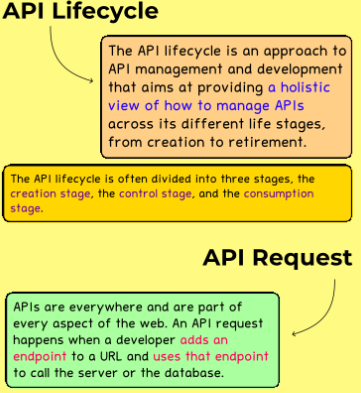 API Lifecycle
The API lifecycle is an approach to
API management and development
that aims at providing a holistic
view of how to manage APIs
across its different life stages,
from creation to retirement.
The API lifecycle is often divided into three stages, the
creation stage, the control stage, and the consumption
stage.
API Request
APIs are everywhere and are part of
every aspect of the web. An API request
happens when a developer adds an
endpoint to a URL and uses that endpoint
to call the server or the database.